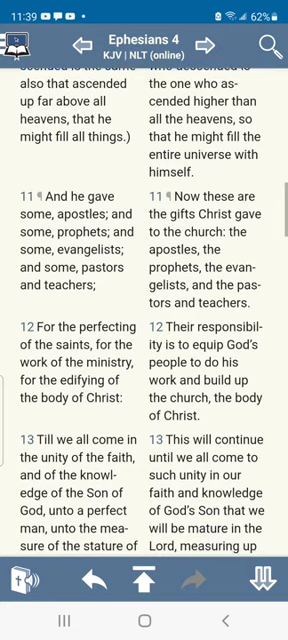 11:39
62%
Ephesians 4
KJV | NLT (online)
scended is the same
also that ascended
up far above all
heavens, that he
might fill all things.)
11 ¶ And he gave
some, apostles; and
some, prophets; and
some, evangelists;
and some, pastors
and teachers;
12 For the perfecting
of the saints, for the
work of the ministry,
for the edifying of
the body of Christ:
13 Till we all come in
the unity of the faith,
and of the knowl-
edge of the Son of
God, unto a perfect
man, unto the mea-
sure of the stature of
who descended is
the one who as-
cended higher than
all the heavens, so
that he might fill the
entire universe with
himself.
11 ¶ Now these are
the gifts Christ gave
to the church: the
apostles, the
prophets, the evan-
gelists, and the pas-
tors and teachers.
12 Their responsibil-
ity is to equip God’s
people to do his
work and build up
the church, the body
of Christ.
13 This will continue
until we all come to
such unity in our
faith and knowledge
of God’s Son that we
will be mature in the
Lord, measuring up